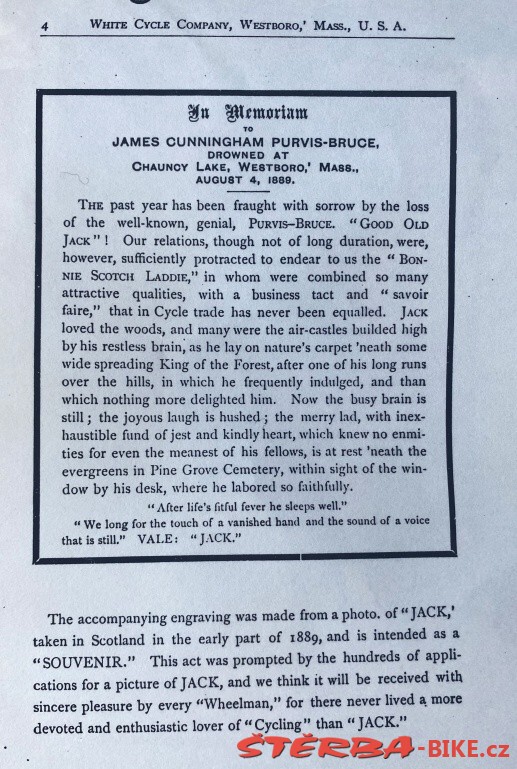 4 WHITE CYCLE COMPANY, WESTBORO,' MASS., U. S. A.
In Memoriam
TO
JAMES CUNNINGHAM PURVIS-BRUCE,
DROWNED AT
CHAUNCY LAKE, WESTBORO,' MASS.,
AUGUST 4, 1889.
THE past year has been fraught with sorrow by the loss
of the well-known, genial, PURVIS-BRUCE. "GOOD OLD
JACK"! Our relations, though not of long duration, were,
however, sufficiently protracted to endear to us the "BON-
NIE SCOTCH LADDIE," in whom were combined so many
attractive qualities, with a business tact and "savoir
faire," that in Cycle trade has never been equalled. JACK
loved the woods, and many were the air-castles builded high
by his restless brain, as he lay on nature's carpet 'neath some
wide spreading King of the Forest, after one of his long runs
over the hills, in which he frequently indulged, and than
which nothing more delighted him. Now the busy brain is
still; the joyous laugh is hushed; the merry lad, with inex-
haustible fund of jest and kindly heart, which knew no enmi-
ties for even the meanest of his fellows, is at rest 'neath the
evergreens in Pine Grove Cemetery, within sight of the win-
dow by his desk, where he labored so faithfully.
"After life's fitful fever he sleeps well."
"We long for the touch of a vanished hand and the sound of a voice
that is still." VALE: "JACK."
The accompanying engraving was made from a photo. of "JACK,'
taken in Scotland in the early part of 1889, and is intended as a
"SOUVENIR." This act was prompted by the hundreds of appli-
cations for a picture of JACK, and we think it will be received with
sincere pleasure by every "Wheelman," for there never lived a more
devoted and enthusiastic lover of "Cycling" than "JACK."
ŠTĚRBA-BIKE.cz